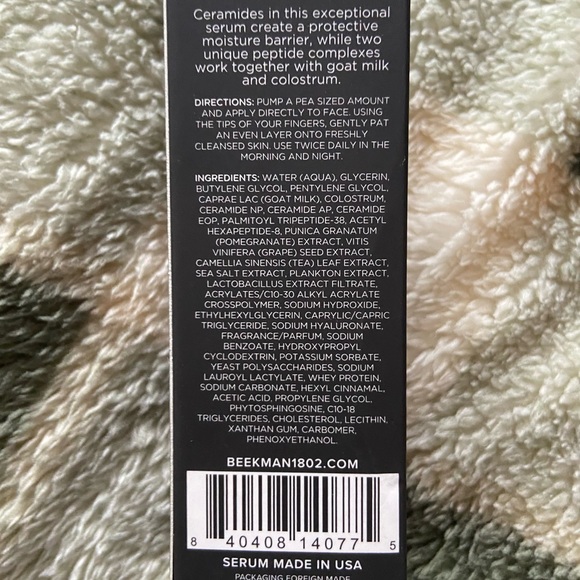 Ceramides in this exceptional
serum create a protective
moisture barrier, while two
unique peptide complexes
work together with goat milk
and colostrum.
DIRECTIONS: PUMP A PEA SIZED AMOUNT
AND APPLY DIRECTLY TO FACE. USING
THE TIPS OF YOUR FINGERS, GENTLY PAT
AN EVEN LAYER ONTO FRESHLY
CLEANSED SKIN. USE TWICE DAILY IN THE
MORNING AND NIGHT.
INGREDIENTS: WATER (AQUA), GLYCERIN,
BUTYLENE GLYCOL, PENTYLENE GLYCOL,
CAPRAE LAC (GOAT MILK), COLOSTRUM,
CERAMIDE NP, CERAMIDE AP, CERAMIDE
EOP, PALMITOYL TRIPEPTIDE-38, ACETYL
HEXAPEPTIDE-8, PUNICA GRANATUM
(POMEGRANATE) EXTRACT, VITIS
VINIFERA (GRAPE) SEED EXTRACT,
CAMELLIA SINENSIS (TEA) LEAF EXTRACT,
SEA SALT EXTRACT, PLANKTON EXTRACT,
LACTOBACILLUS EXTRACT FILTRATE,
ACRYLATES/C10-30 ALKYL ACRYLATE
CROSSPOLYMER, SODIUM HYDROXIDE,
ETHYLHEXYLGLYCERIN, CAPRYLIC/CAPRIC
TRIGLYCERIDE, SODIUM HYALURONATE,
FRAGRANCE/PARFUM, SODIUM
BENZOATE, HYDROXYPROPYL
CYCLODEXTRIN, POTASSIUM SORBATE,
YEAST POLYSACCHARIDES, SODIUM
LAUROYL LACTYLATE, WHEY PROTEIN,
SODIUM CARBONATE, HEXYL CINNAMAL,
ACETIC ACID, PROPYLENE GLYCOL,
PHYTOSPHINGOSINE, C10-18
TRIGLYCERIDES, CHOLESTEROL, LECITHIN,
XANTHAN GUM, CARBOMER,
PHENOXYETHANOL.
BEEKMAN1802.COM
8 40408 14077 5
SERUM MADE IN USA
PACKAGING FOREIGN MADE